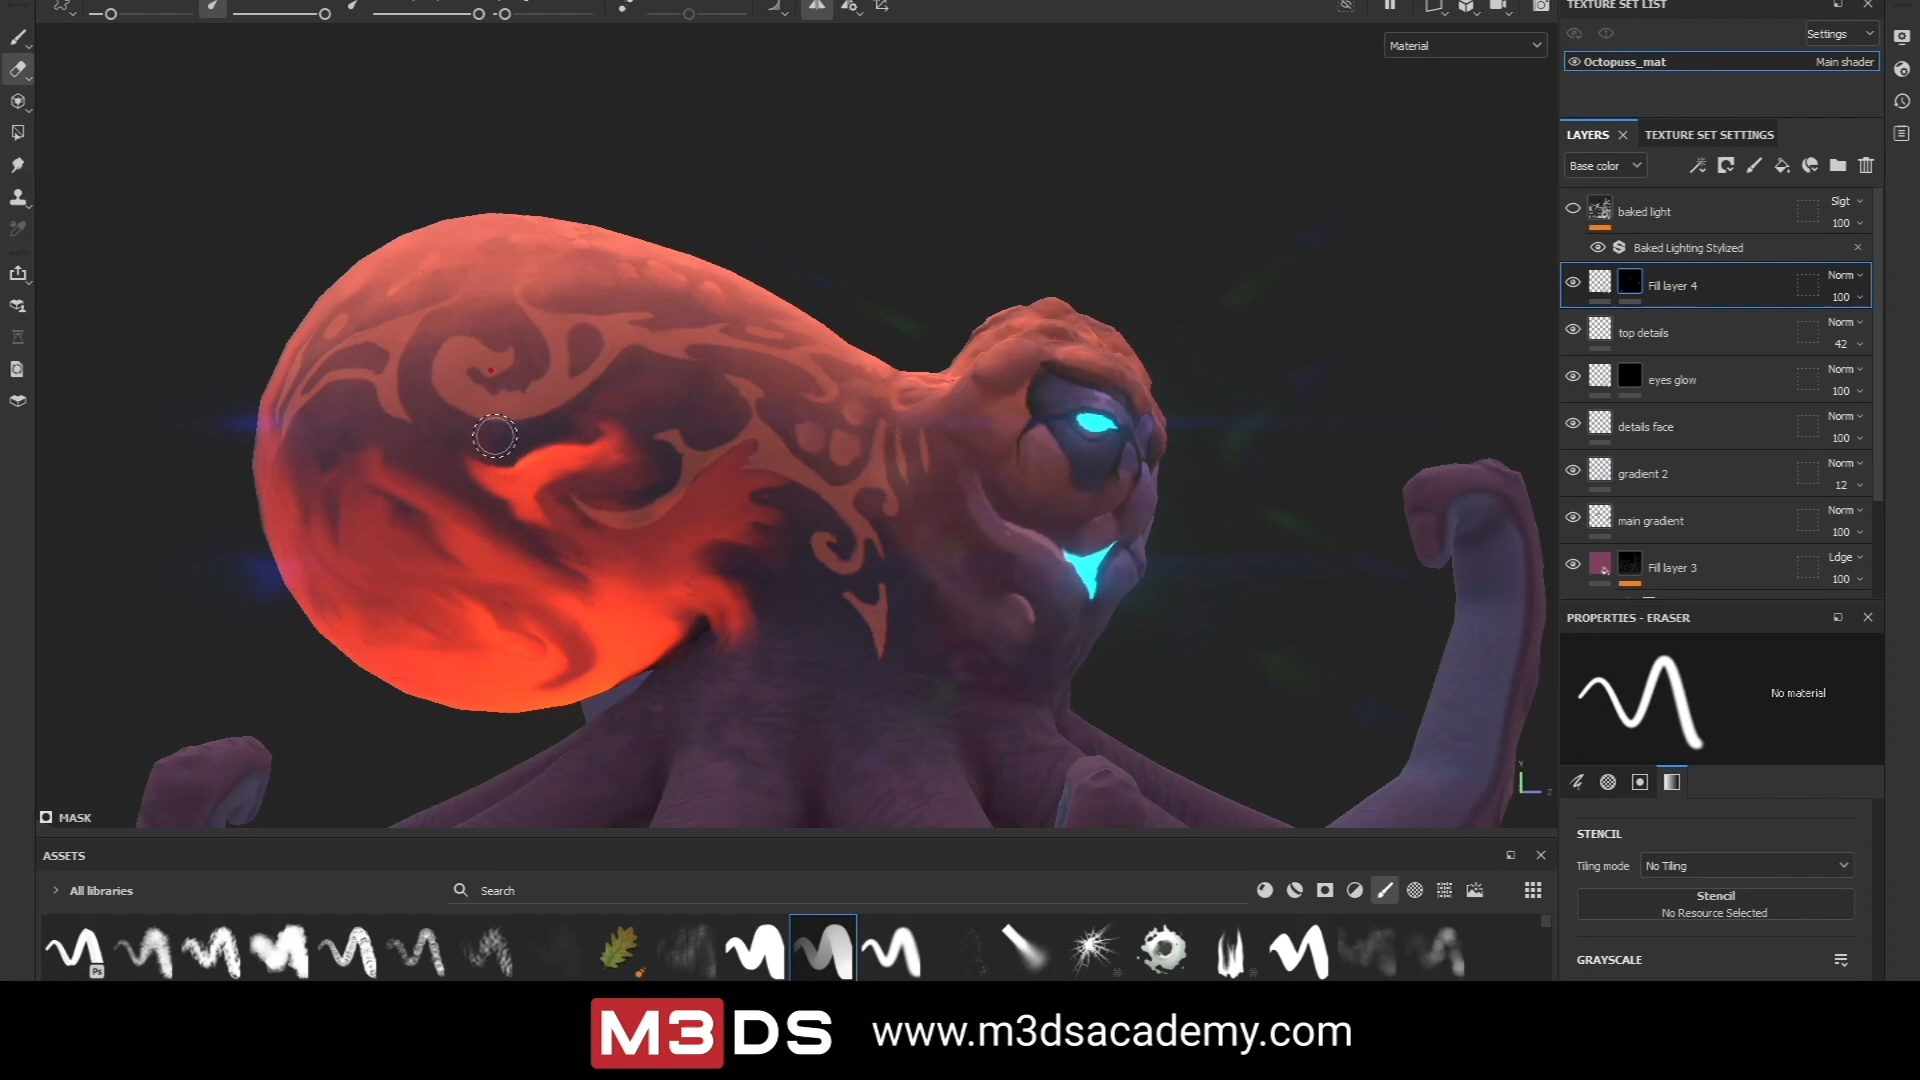 TEXTURE SET LIST
Settings
Octopuss_mat Main shader
Material
LAYERS TEXTURE SET SETTINGS
Base color
baked light Slgt 100
Baked Lighting Stylized
Fill layer 4 Norm 100
top details Norm 42
eyes glow Norm 100
details face Norm 100
gradient 2 Norm 12
main gradient Norm 100
Fill layer 3 Ldge 100
PROPERTIES - ERASER
No material
STENCIL
Tiling mode No Tiling
Stencil
No Resource Selected
GRAYSCALE
Y
Z
MASK
ASSETS
All libraries
Search
Ps
M3DS www.m3dsacademy.com